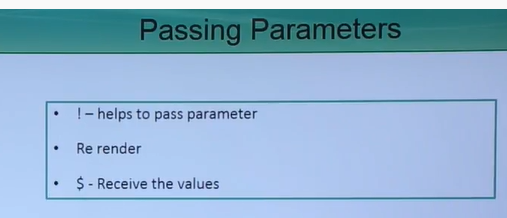 Passing Parameters
• ! – helps to pass parameter
• Re render
• $ - Receive the values